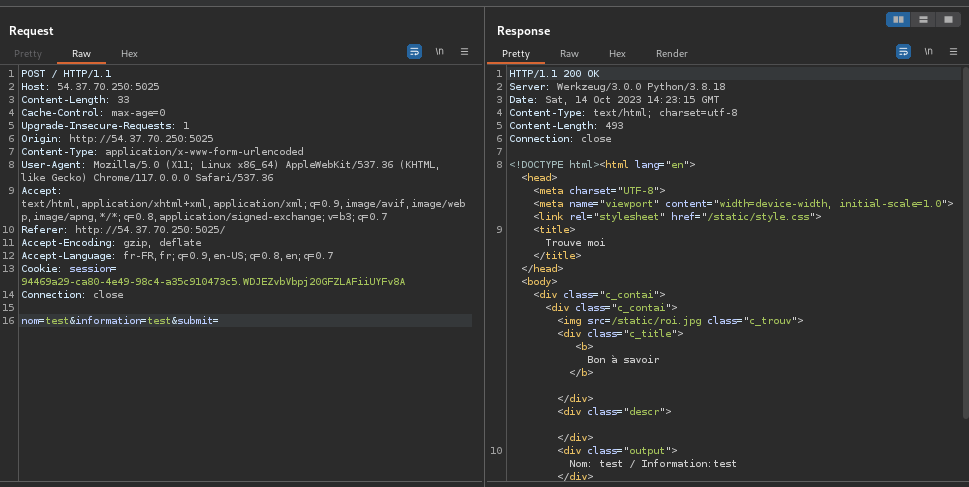 Request
Pretty Raw Hex \n
1 POST / HTTP/1.1
2 Host: 54.37.70.250:5025
3 Content-Length: 33
4 Cache-Control: max-age=0
5 Upgrade-Insecure-Requests: 1
6 Origin: http://54.37.70.250:5025
7 Content-Type: application/x-www-form-urlencoded
8 User-Agent: Mozilla/5.0 (X11; Linux x86_64) AppleWebKit/537.36 (KHTML,
like Gecko) Chrome/117.0.0.0 Safari/537.36
9 Accept:
text/html,application/xhtml+xml,application/xml;q=0.9,image/avif,image/web
p,image/apng,*/*;q=0.8,application/signed-exchange;v=b3;q=0.7
10 Referer: http://54.37.70.250:5025/
11 Accept-Encoding: gzip, deflate
12 Accept-Language: fr-FR,fr;q=0.9,en-US;q=0.8,en;q=0.7
13 Cookie: session=
94469a29-ca80-4e49-98c4-a35c910473c5.WDJEZvbVbpj20GFZLAFiiUYFv8A
14 Connection: close
15
16 nom=test&information=test&submit=
Response
Pretty Raw Hex Render \n
1 HTTP/1.1 200 OK
2 Server: Werkzeug/3.0.0 Python/3.8.18
3 Date: Sat, 14 Oct 2023 14:23:15 GMT
4 Content-Type: text/html; charset=utf-8
5 Content-Length: 493
6 Connection: close
7
8 <!DOCTYPE html><html lang="en">
<head>
<meta charset="UTF-8">
<meta name="viewport" content="width=device-width, initial-scale=1.0">
<link rel="stylesheet" href="/static/style.css">
9 <title>
Trouve moi
</title>
</head>
<body>
<div class="c_contai">
<div class="c_contai">
<img src=/static/roi.jpg class="c_trouv">
<div class="c_title">
<b>
Bon à savoir
</b>
</div>
<div class="descr">
</div>
10 <div class="output">
Nom: test / Information:test
</div>